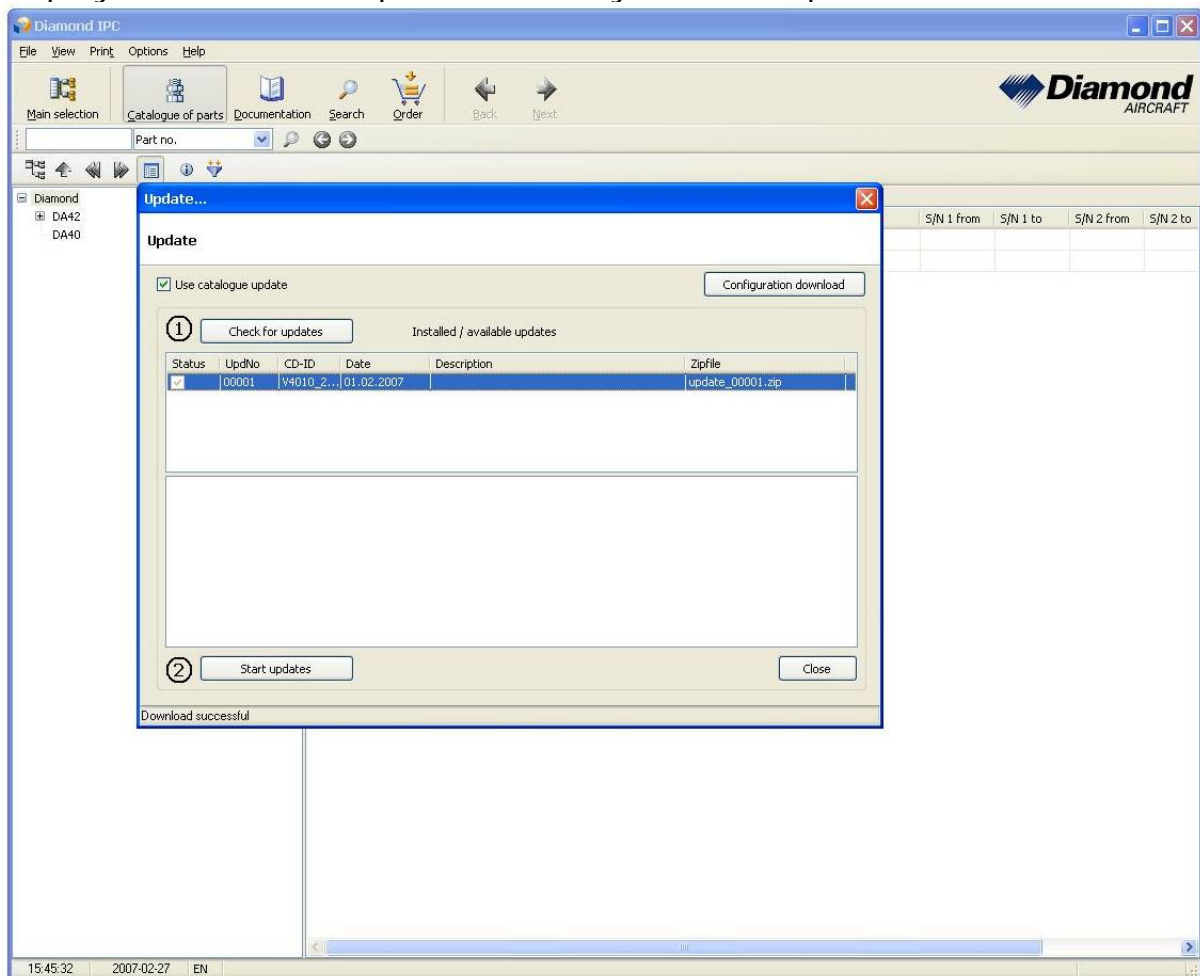 Diamond IPC
File View Print Options Help
Main selection Catalogue of parts Documentation Search Order Back Next
Diamond
AIRCRAFT
Part no.
Diamond
DA42
DA40
S/N 1 from S/N 1 to S/N 2 from S/N 2 to
Update...
Update
Use catalogue update Configuration download
1 Check for updates Installed / available updates
Status UpdNo CD-ID Date Description Zipfile
00001 V4010_2... 01.02.2007 update_00001.zip
2 Start updates Close
Download successful
15:45:32 2007-02-27 EN